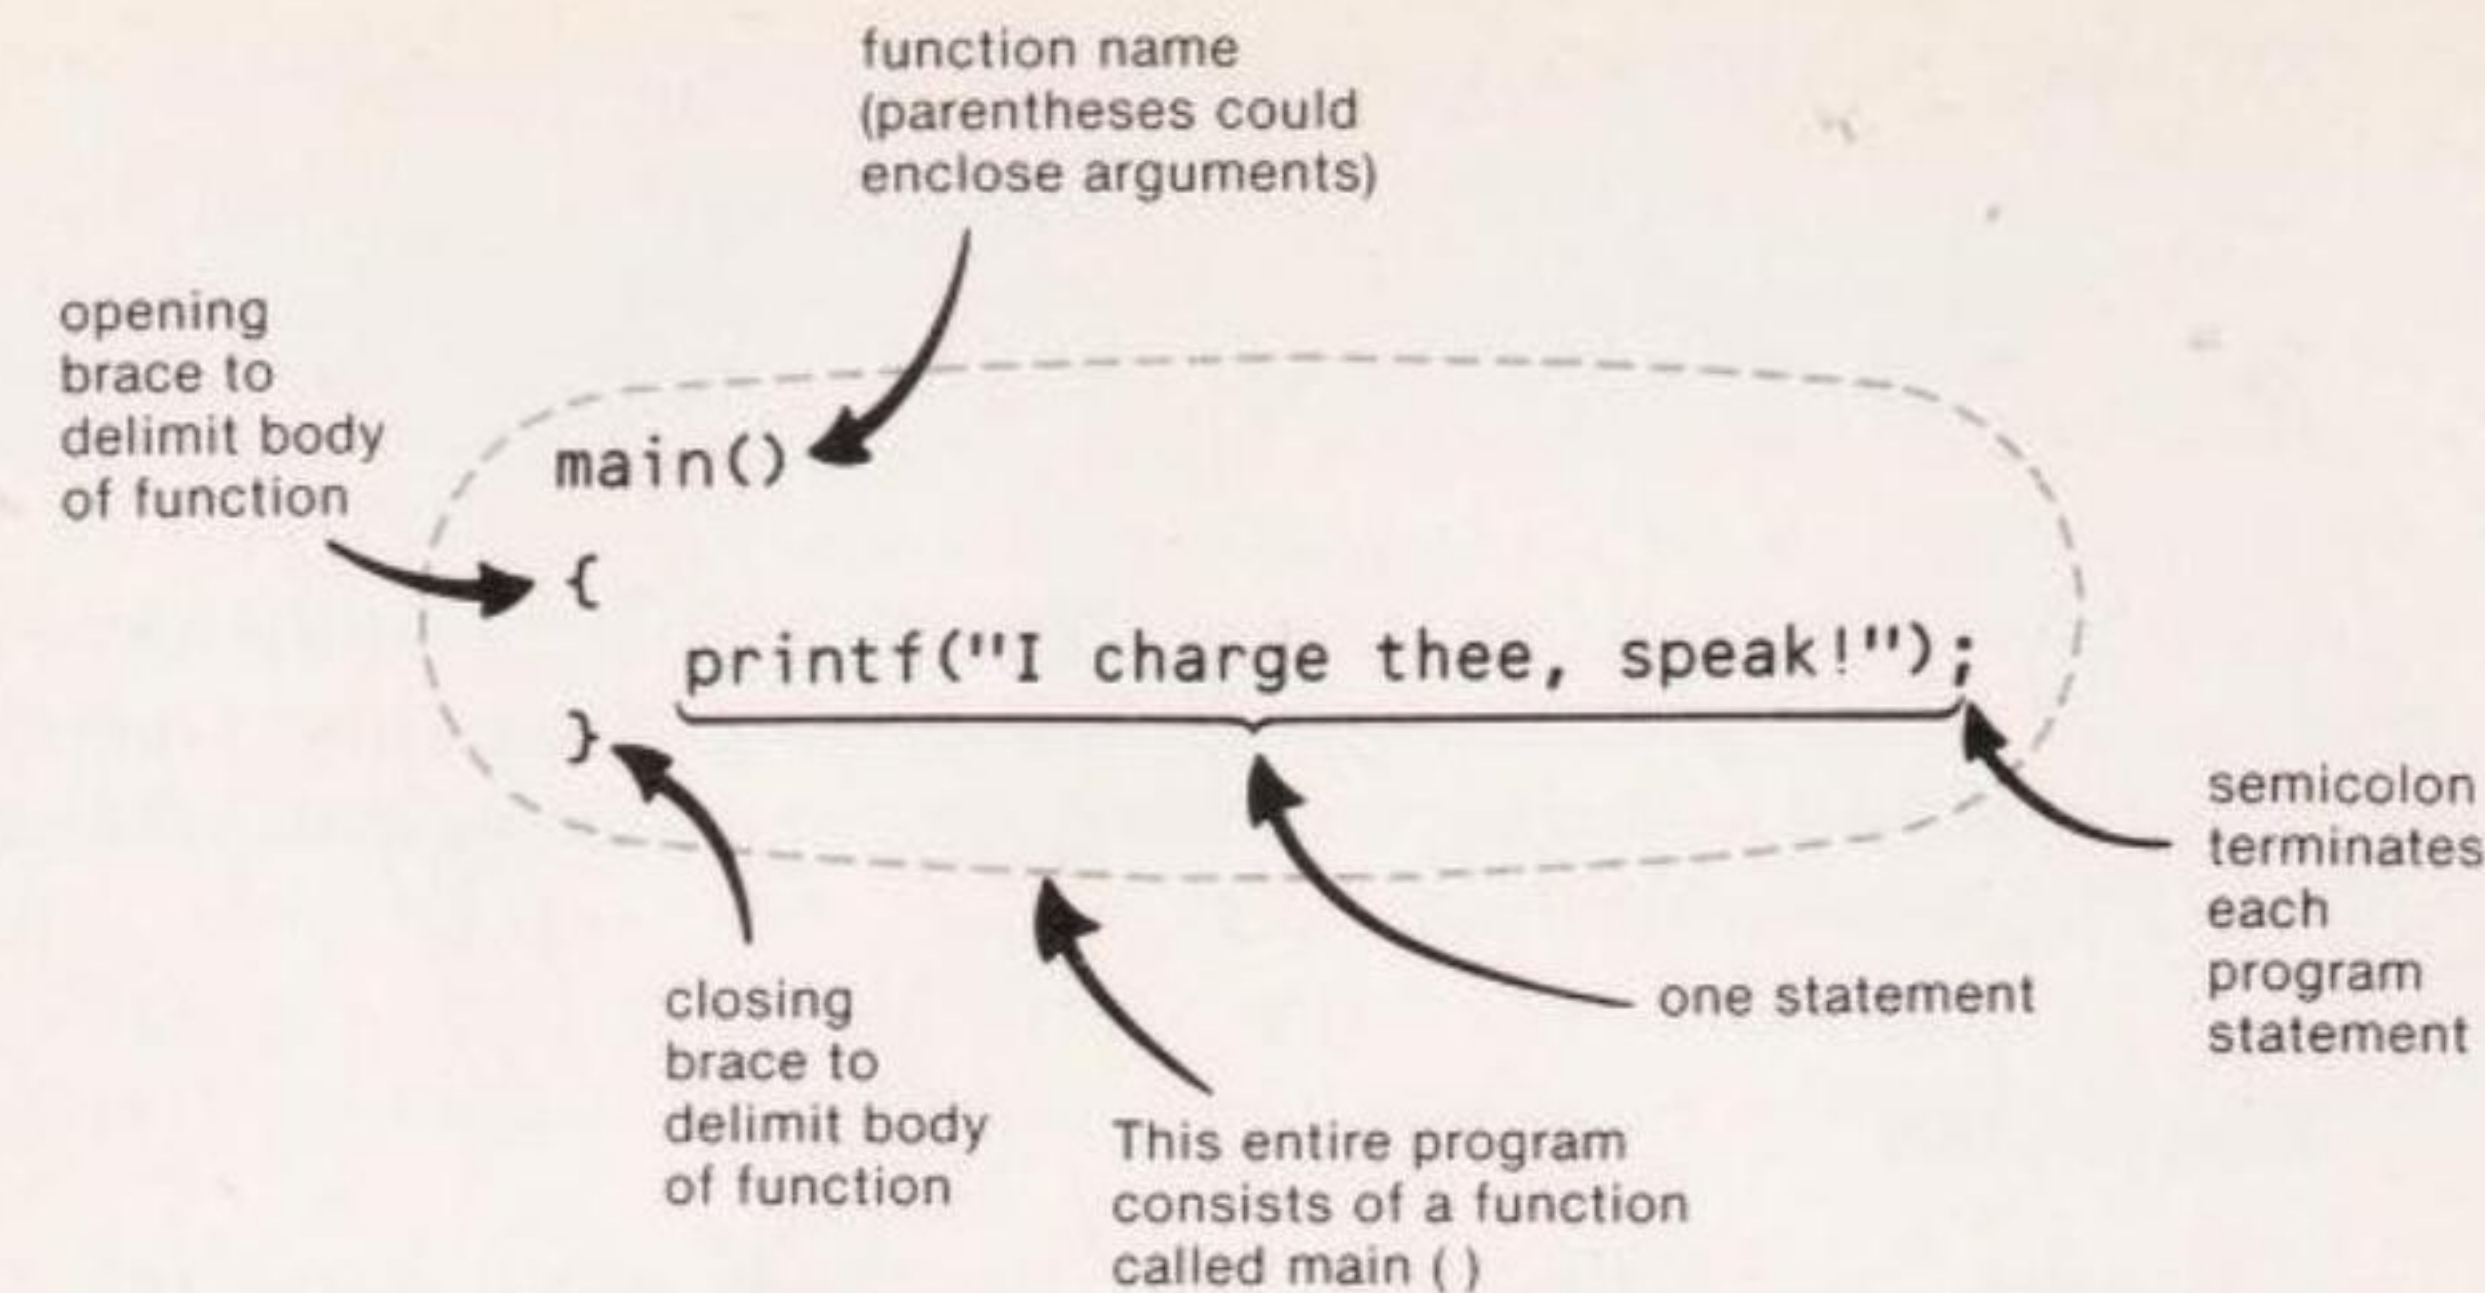 function name
(parentheses could
enclose arguments)
opening
brace to
delimit body
of function
main()
{
printf("I charge thee, speak!");
}
semicolon
terminates
each
program
statement
one statement
closing
brace to
delimit body
of function
This entire program
consists of a function
called main ( )